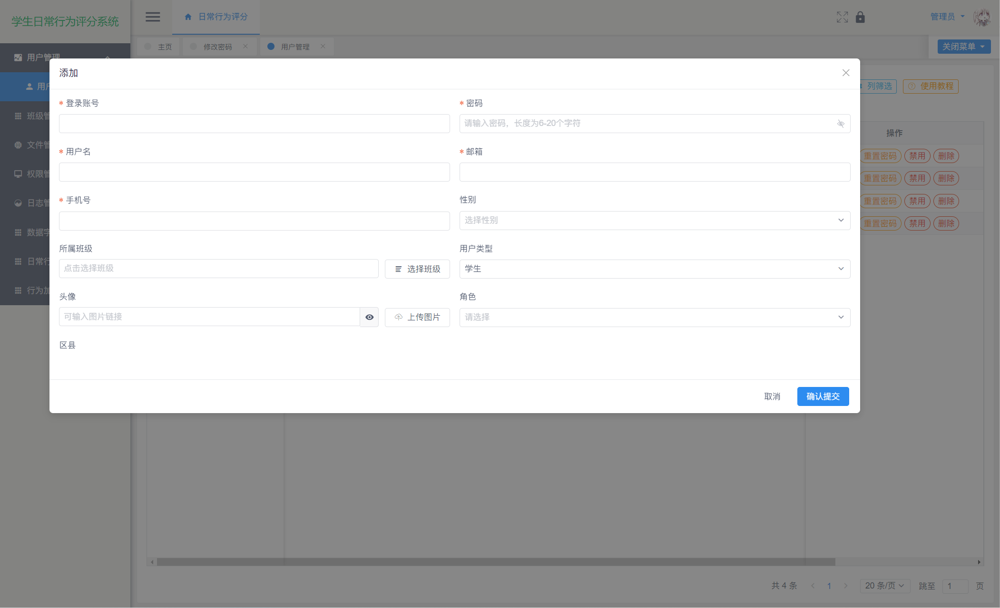 学生日常行为评分系统
日常行为评分
管理员
主页
修改密码
用户管理
关闭菜单
用户管理
用户
班级管
文件管
权限管
日志管
数据字
日常行
行为加
列筛选
使用教程
操作
重置密码 禁用 删除
重置密码 禁用 删除
重置密码 禁用 删除
重置密码 禁用 删除
添加
* 登录账号
* 密码
请输入密码，长度为6-20个字符
* 用户名
* 邮箱
* 手机号
性别
选择性别
所属班级
用户类型
点击选择班级
选择班级
学生
头像
角色
可输入图片链接
上传图片
请选择
区县
取消
确认提交
共 4 条
1
20 条/页
跳至
1
页